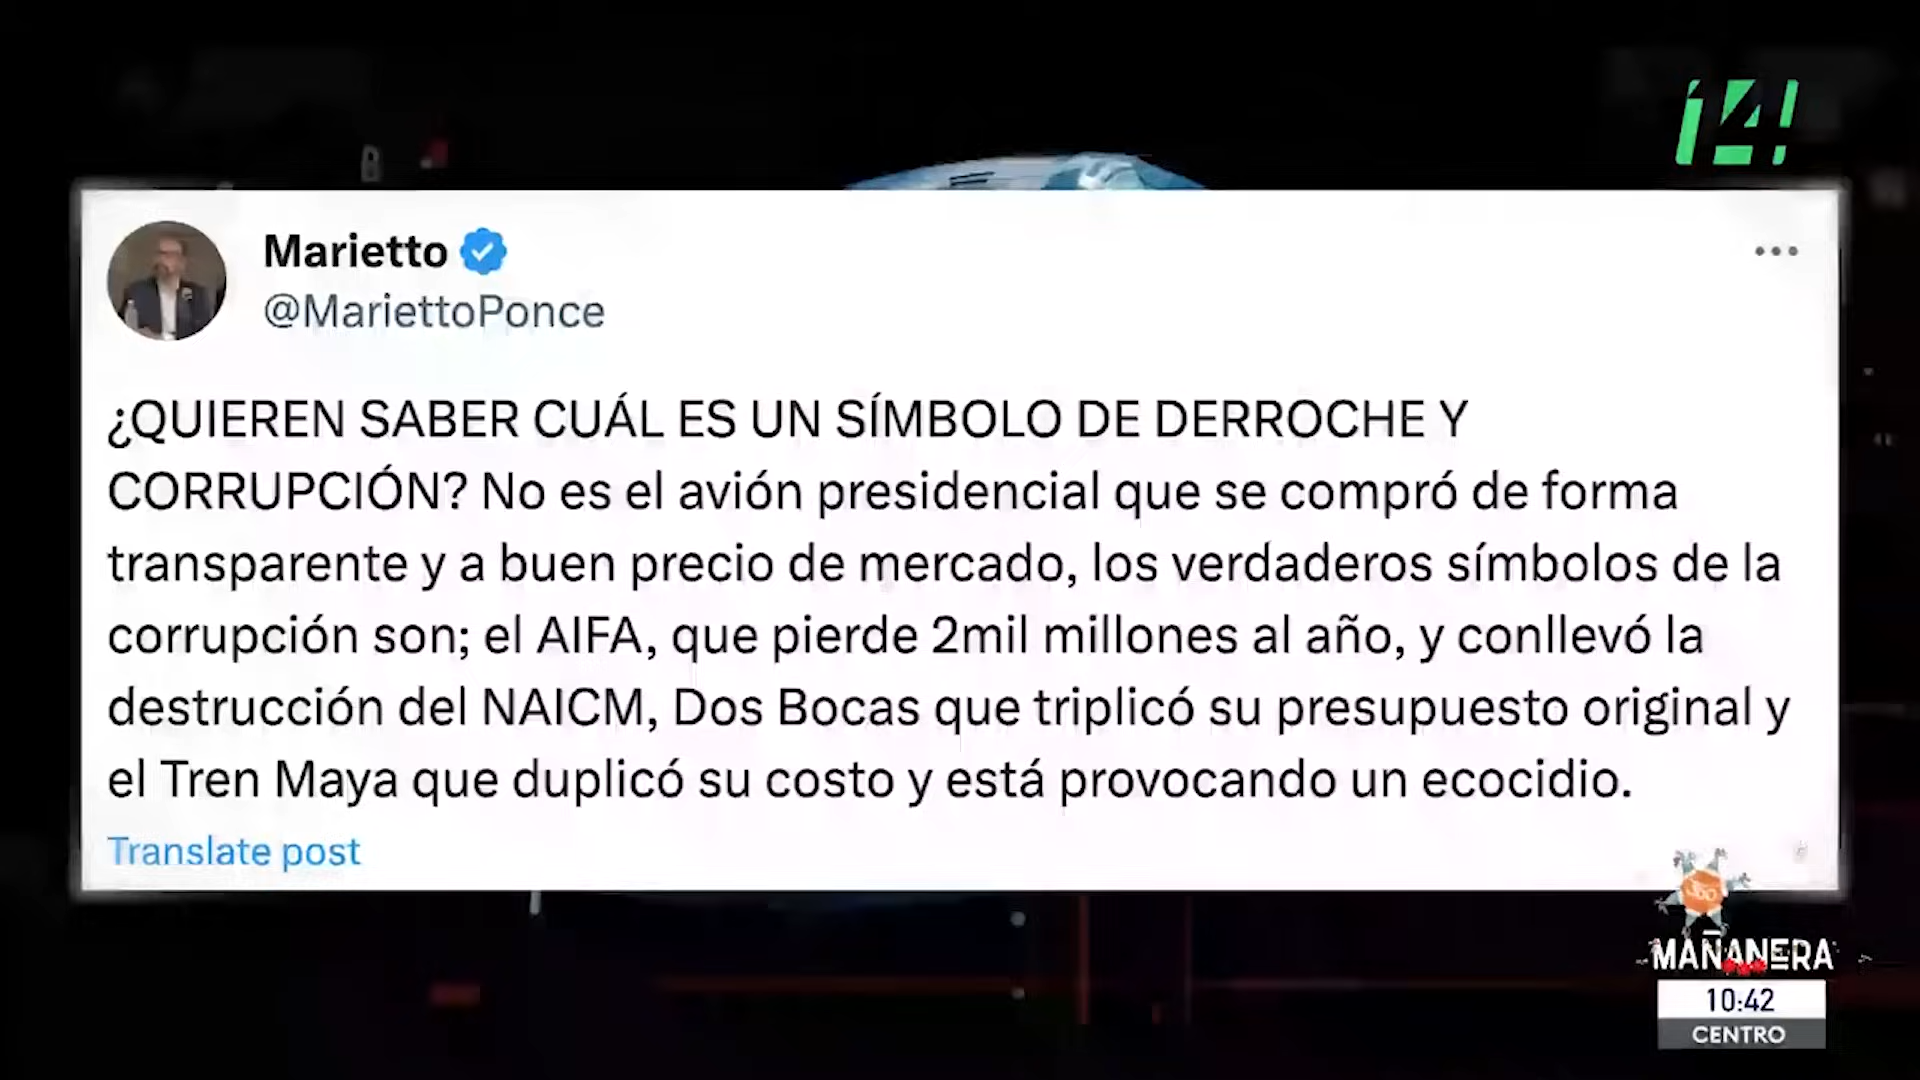 14!
Marietto
@MariettoPonce
¿QUIEREN SABER CUÁL ES UN SÍMBOLO DE DERROCHE Y
CORRUPCIÓN? No es el avión presidencial que se compró de forma
transparente y a buen precio de mercado, los verdaderos símbolos de la
corrupción son; el AIFA, que pierde 2mil millones al año, y conllevó la
destrucción del NAICM, Dos Bocas que triplicó su presupuesto original y
el Tren Maya que duplicó su costo y está provocando un ecocidio.
Translate post
360
MAÑANERA
10:42
CENTRO